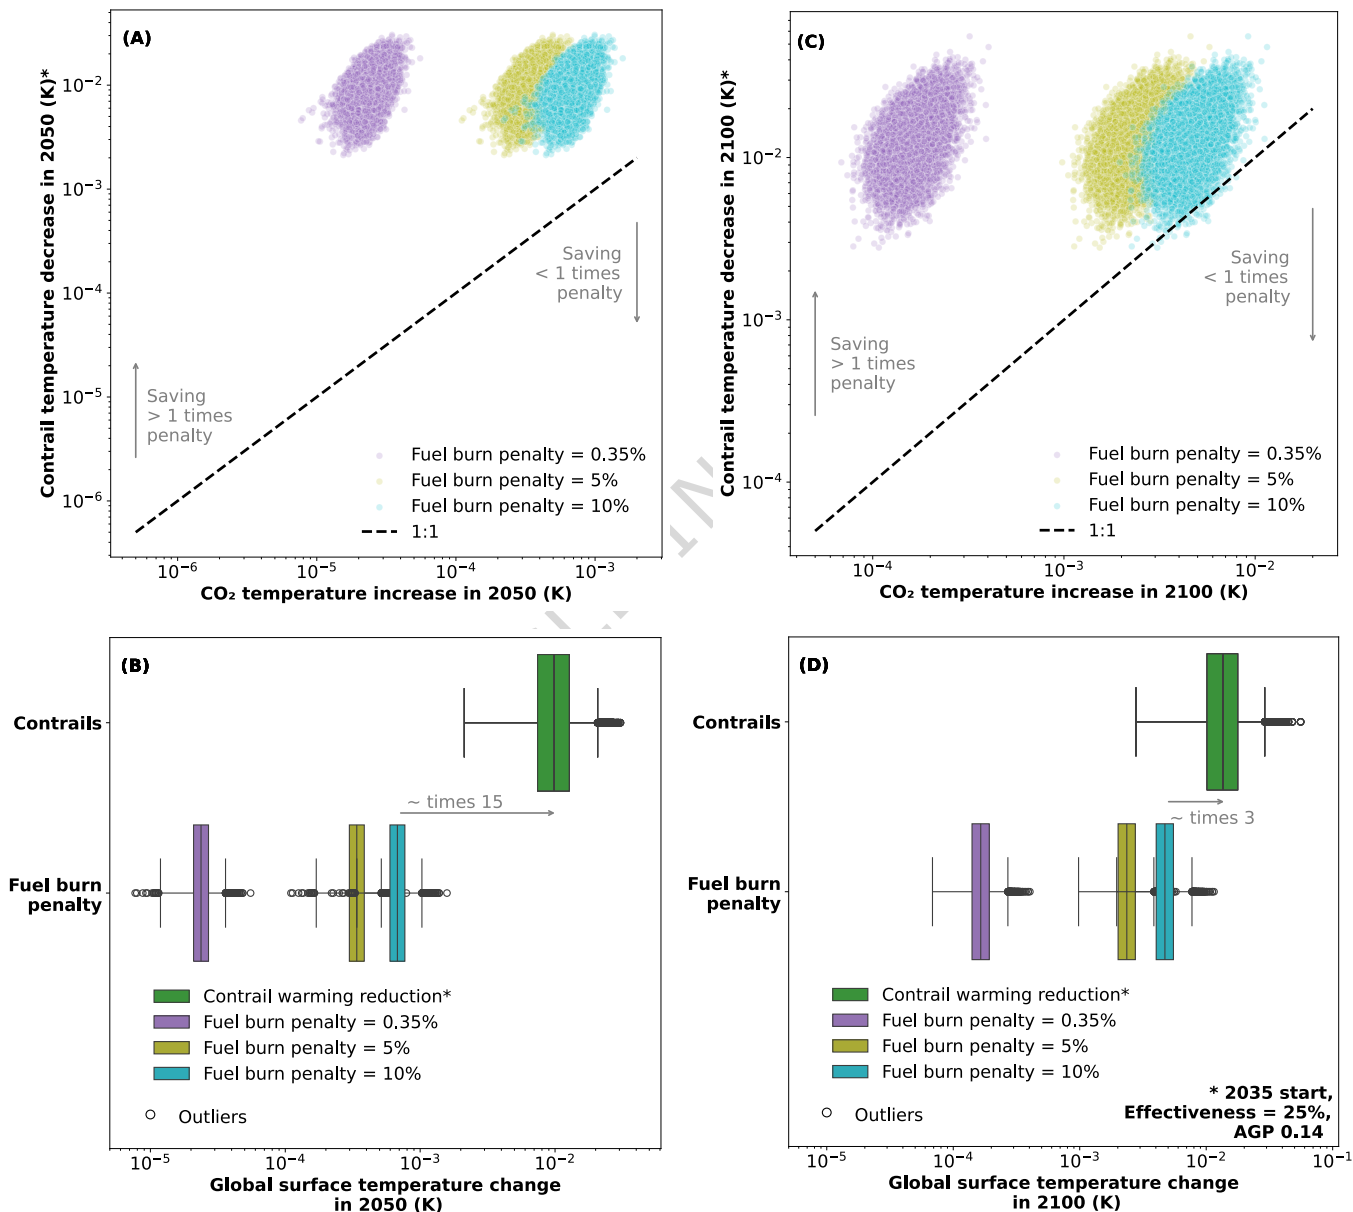 (A)
10⁻²
10⁻³
10⁻⁴
10⁻⁵
10⁻⁶
Contrail temperature decrease in 2050 (K)*
Saving
< 1 times
penalty
Saving
> 1 times
penalty
Fuel burn penalty = 0.35%
Fuel burn penalty = 5%
Fuel burn penalty = 10%
1:1
10⁻⁶
10⁻⁵
10⁻⁴
10⁻³
CO₂ temperature increase in 2050 (K)
(C)
10⁻²
10⁻³
10⁻⁴
Contrail temperature decrease in 2100 (K)*
Saving
< 1 times
penalty
Saving
> 1 times
penalty
Fuel burn penalty = 0.35%
Fuel burn penalty = 5%
Fuel burn penalty = 10%
1:1
10⁻⁴
10⁻³
10⁻²
CO₂ temperature increase in 2100 (K)
(B)
Contrails
~ times 15
Fuel burn
penalty
Contrail warming reduction*
Fuel burn penalty = 0.35%
Fuel burn penalty = 5%
Fuel burn penalty = 10%
Outliers
10⁻⁵
10⁻⁴
10⁻³
10⁻²
Global surface temperature change
in 2050 (K)
(D)
Contrails
~ times 3
Fuel burn
penalty
Contrail warming reduction*
Fuel burn penalty = 0.35%
Fuel burn penalty = 5%
Fuel burn penalty = 10%
Outliers
* 2035 start,
Effectiveness = 25%,
AGP 0.14
10⁻⁵
10⁻⁴
10⁻³
10⁻²
10⁻¹
Global surface temperature change
in 2100 (K)